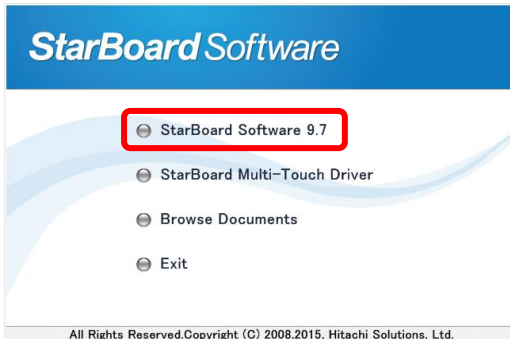 StarBoard Software
StarBoard Software 9.7
StarBoard Multi-Touch Driver
Browse Documents
Exit
All Rights Reserved.Copyright (C) 2008,2015, Hitachi Solutions, Ltd.